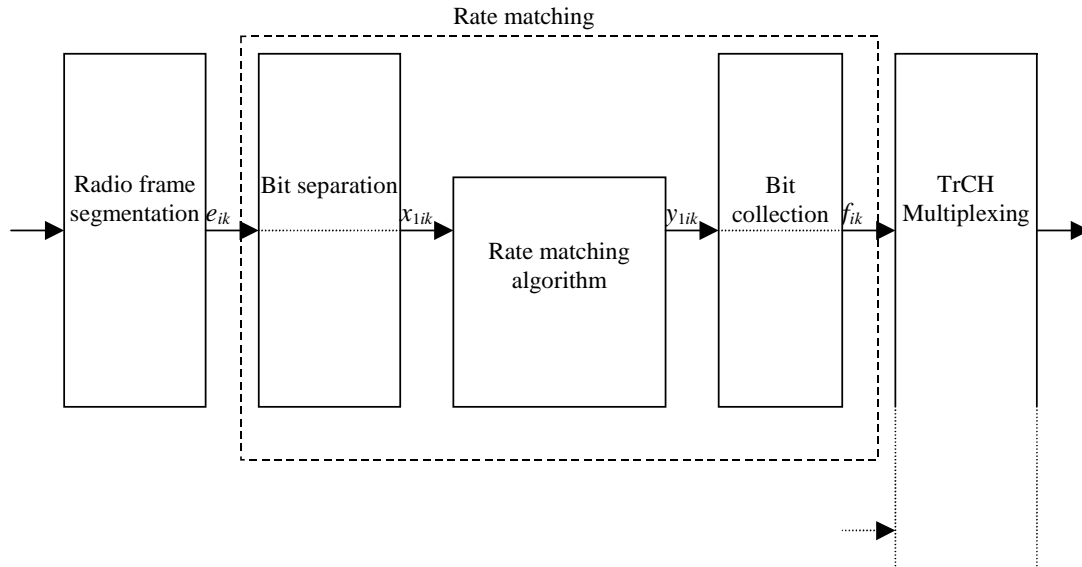 Rate matching
Radio frame
segmentation
e_ik
Bit separation
x_1ik
Rate matching
algorithm
y_1ik
Bit
collection
f_ik
TrCH
Multiplexing